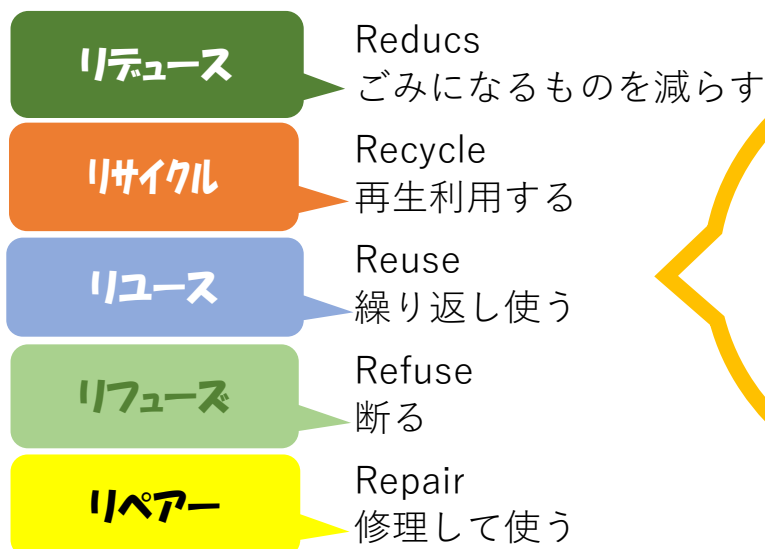 リデュース
Reducs
ごみになるものを減らす
リサイクル
Recycle
再生利用する
リユース
Reuse
繰り返し使う
リフューズ
Refuse
断る
リペアー
Repair
修理して使う